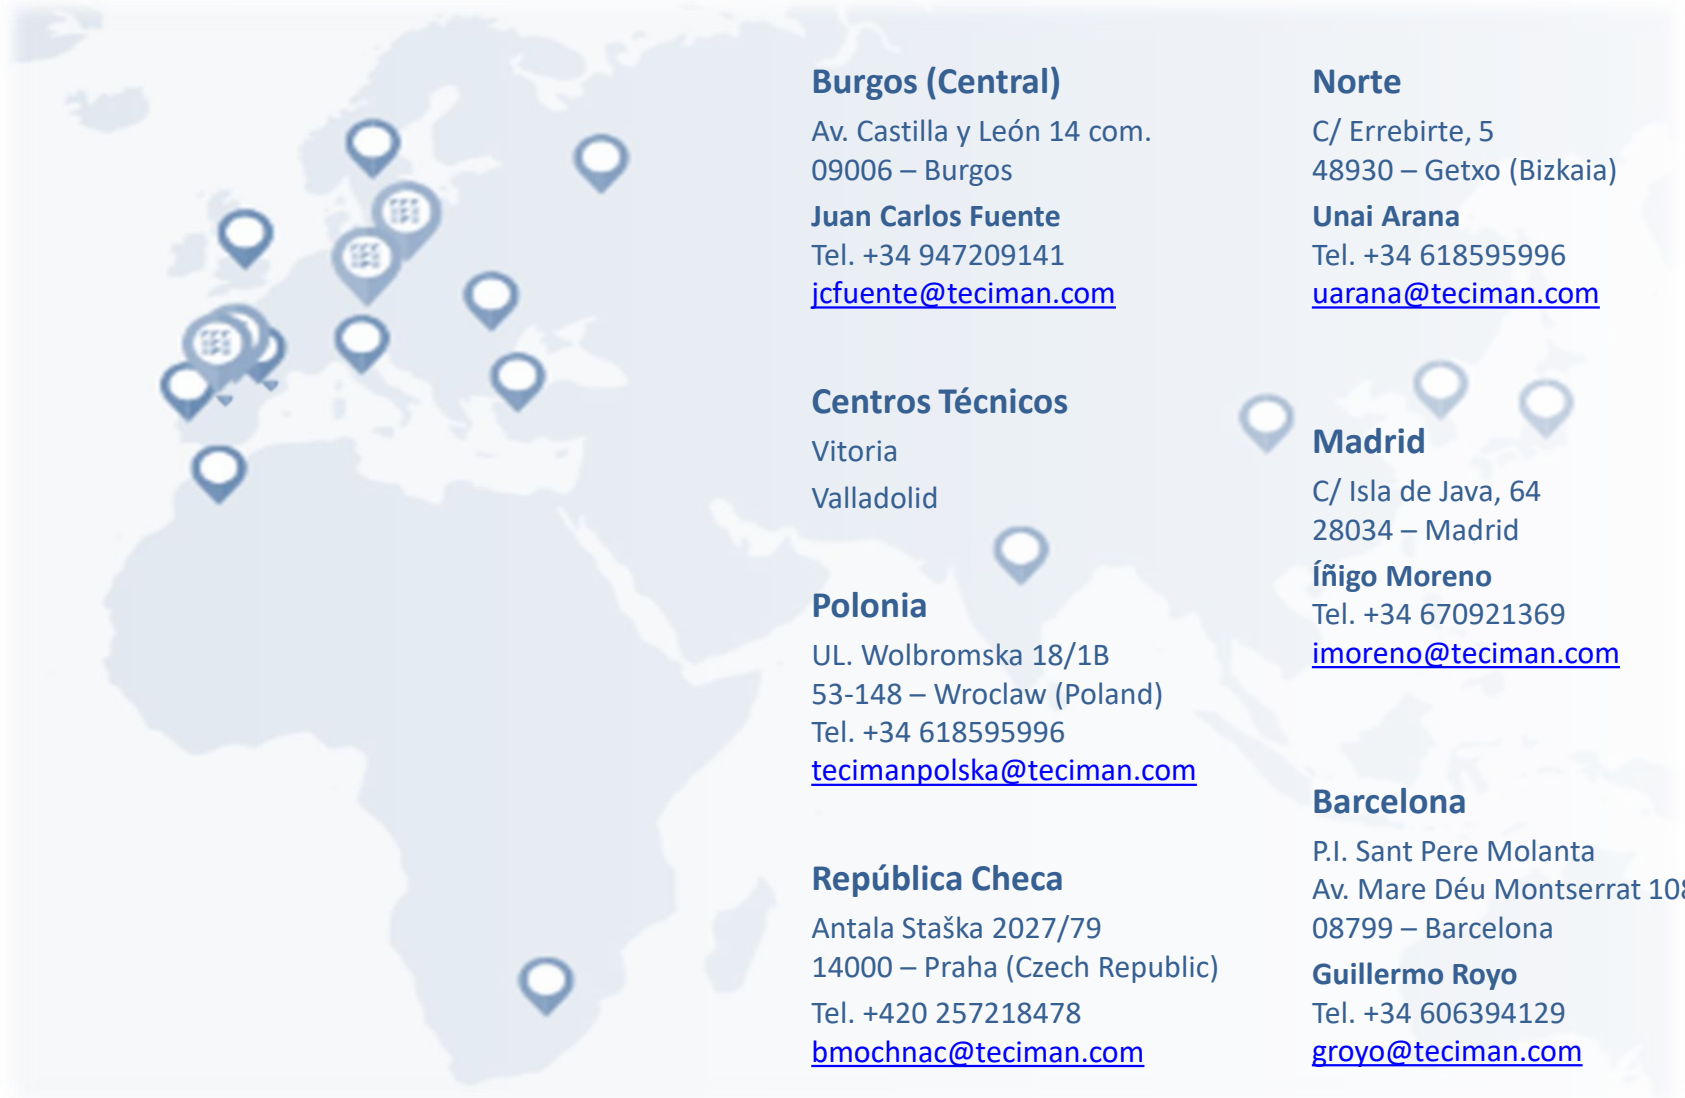 Burgos (Central)
Av. Castilla y León 14 com.
09006 – Burgos
Juan Carlos Fuente
Tel. +34 947209141
jcfuente@teciman.com
Centros Técnicos
Vitoria
Valladolid
Polonia
UL. Wolbromska 18/1B
53-148 – Wroclaw (Poland)
Tel. +34 618595996
tecimanpolska@teciman.com
República Checa
Antala Staška 2027/79
14000 – Praha (Czech Republic)
Tel. +420 257218478
bmochnac@teciman.com
Norte
C/ Errebirte, 5
48930 – Getxo (Bizkaia)
Unai Arana
Tel. +34 618595996
uarana@teciman.com
Madrid
C/ Isla de Java, 64
28034 – Madrid
Íñigo Moreno
Tel. +34 670921369
imoreno@teciman.com
Barcelona
P.I. Sant Pere Molanta
Av. Mare Déu Montserrat 108
08799 – Barcelona
Guillermo Royo
Tel. +34 606394129
groyo@teciman.com